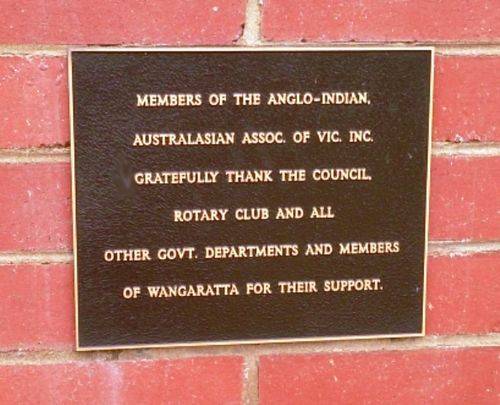 MEMBERS OF THE ANGLO-INDIAN,
AUSTRALASIAN ASSOC. OF VIC. INC.
GRATEFULLY THANK THE COUNCIL,
ROTARY CLUB AND ALL
OTHER GOVT. DEPARTMENTS AND MEMBERS
OF WANGARATTA FOR THEIR SUPPORT.